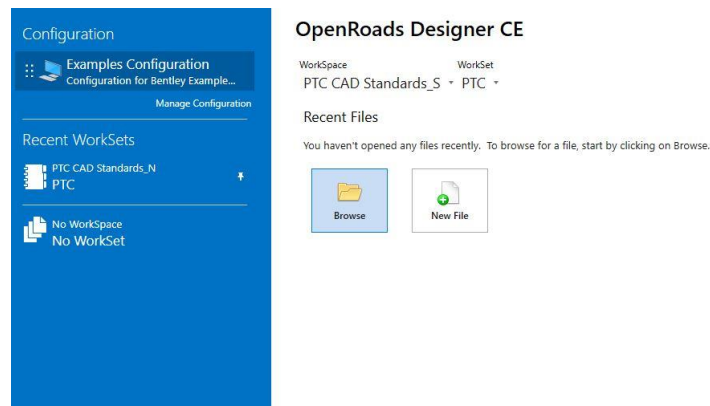 Configuration
Examples Configuration
Configuration for Bentley Example...
Manage Configuration
Recent WorkSets
PTC CAD Standards_N
PTC
No WorkSpace
No WorkSet
OpenRoads Designer CE
WorkSpace WorkSet
PTC CAD Standards_S PTC
Recent Files
You haven't opened any files recently. To browse for a file, start by clicking on Browse.
Browse New File